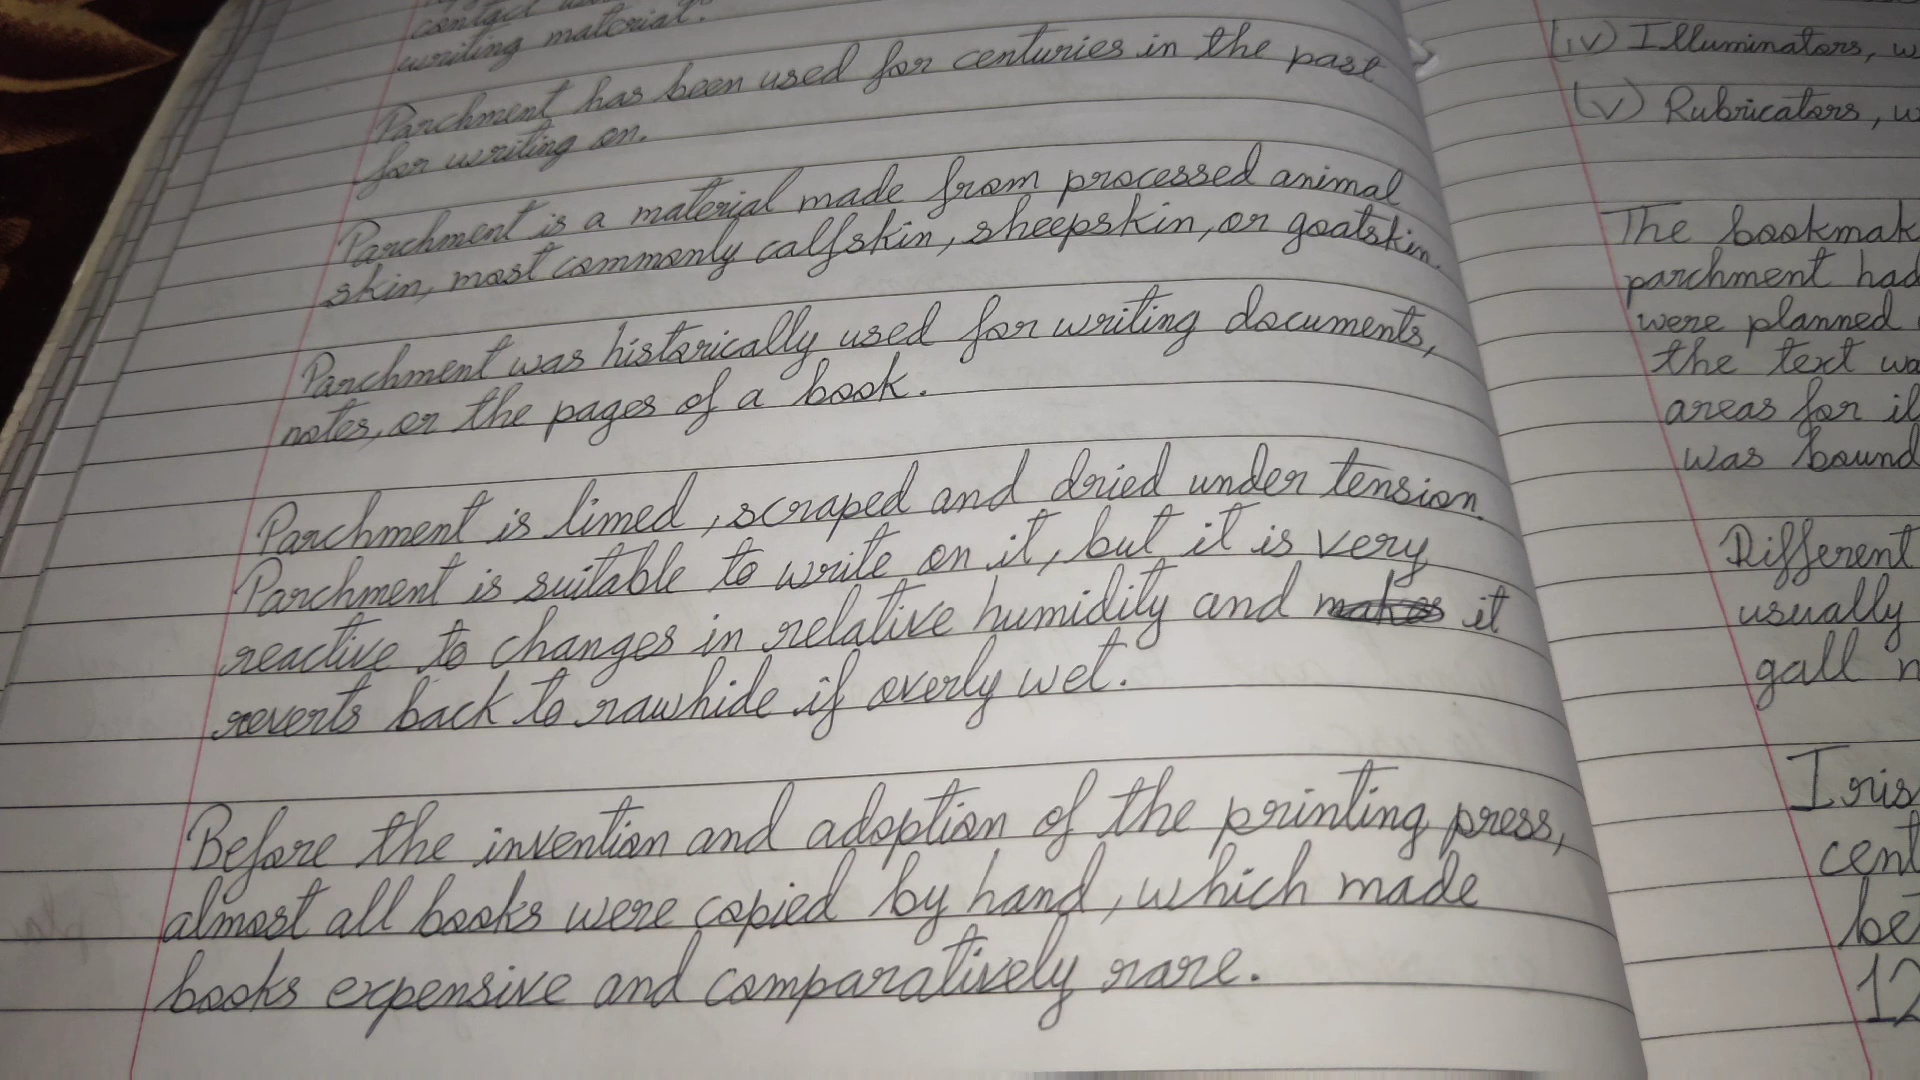 contact
writing material.
Parchment has been used for centuries in the past
for writing on.
Parchment is a material made from processed animal
skin, most commonly calfskin, sheepskin, or goatskin.
Parchment was historically used for writing documents,
notes, or the pages of a book.
Parchment is limed, scraped and dried under tension.
Parchment is suitable to write on it, but it is very
reactive to changes in relative humidity and makes it
reverts back to rawhide if overly wet.
Before the invention and adoption of the printing press,
almost all books were copied by hand, which made
books expensive and comparatively rare.
(iv) Illuminators, w
(v) Rubricators, w
The bookmak
parchment had
were planned
the text wa
areas for il
was bound
Different
usually
gall n
Iris
cent
be
12